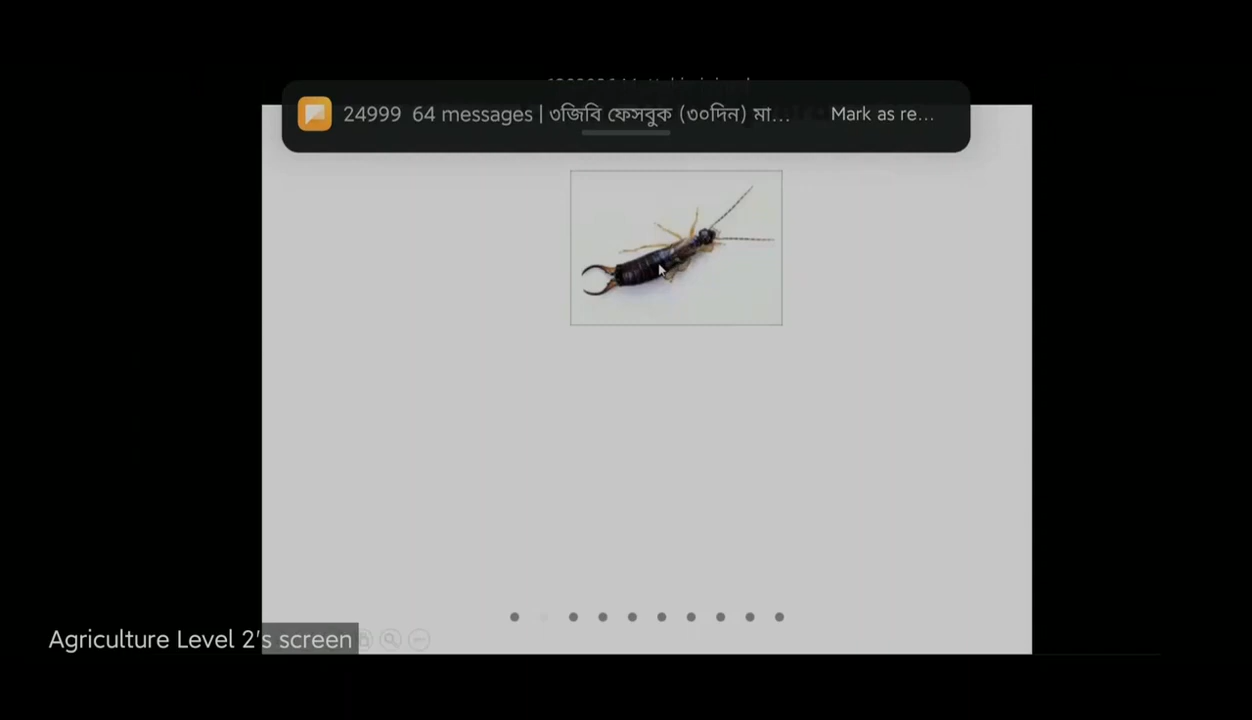 24999 64 messages | ৩জিবি ফেসবুক (৩০দিন) মা... Mark as re...
Agriculture Level 2's screen